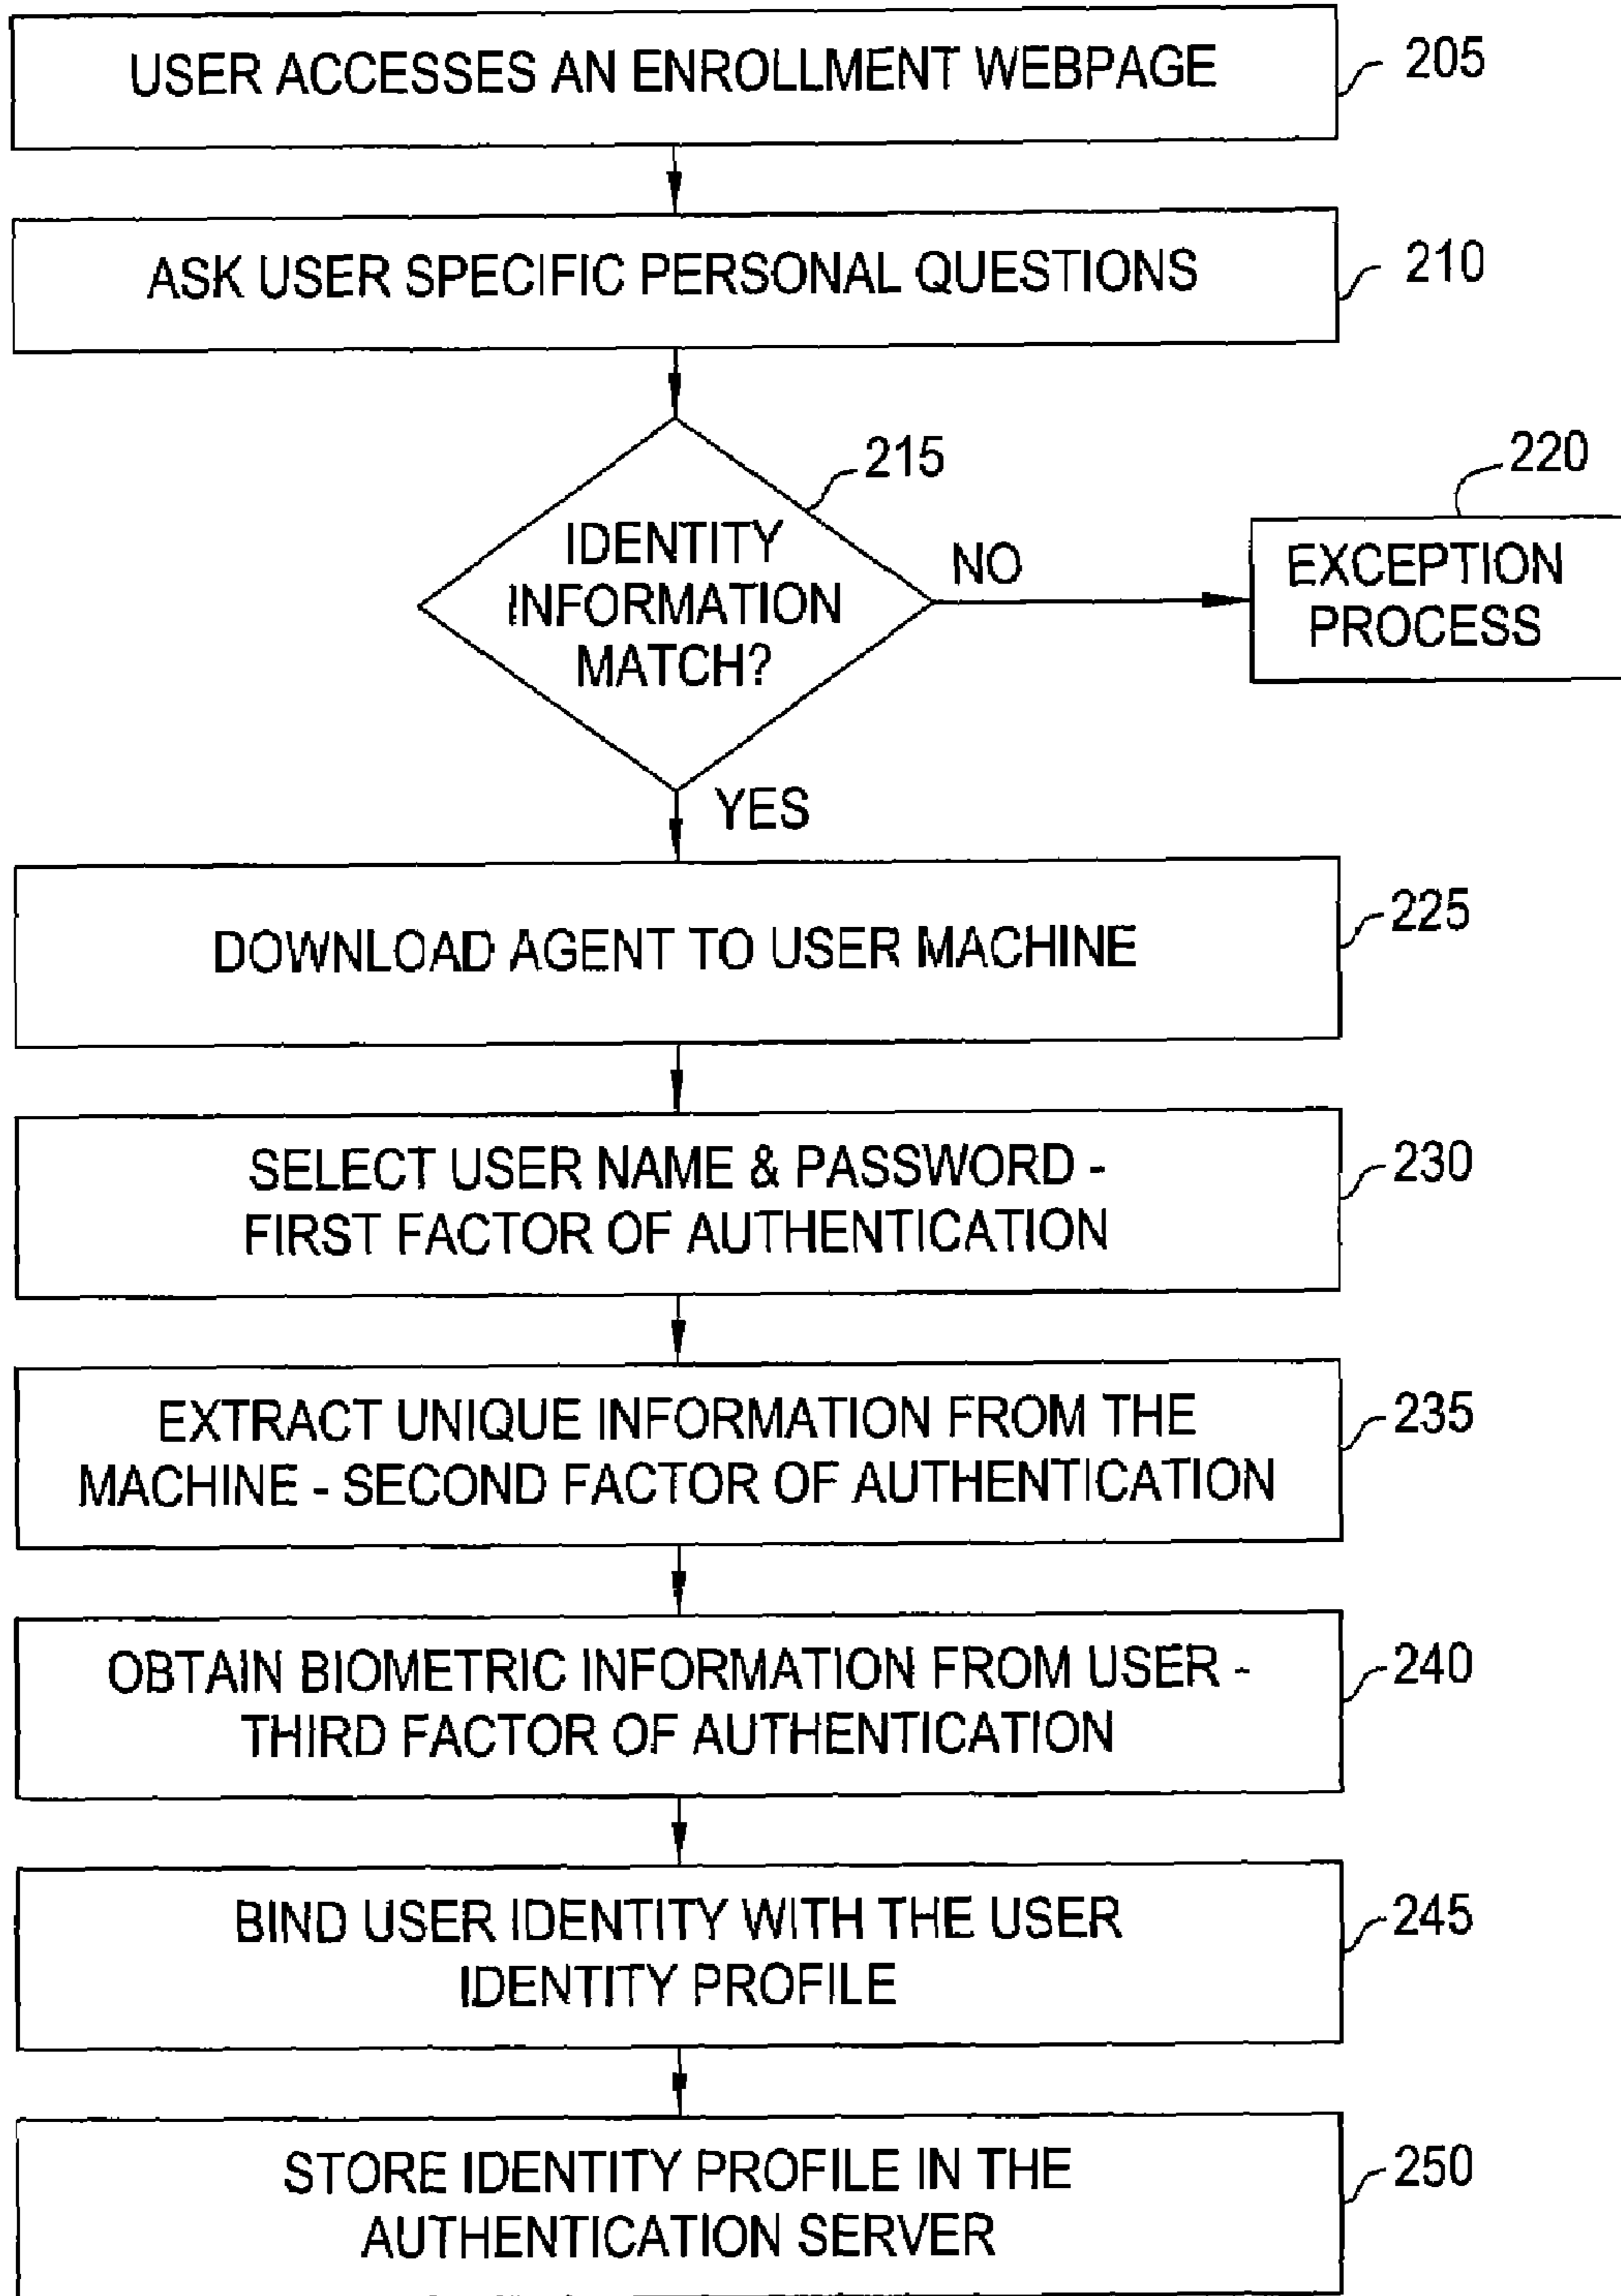 USER ACCESSES AN ENROLLMENT WEBPAGE
205
ASK USER SPECIFIC PERSONAL QUESTIONS
210
215
IDENTITY
INFORMATION
MATCH?
NO
220
EXCEPTION
PROCESS
YES
DOWNLOAD AGENT TO USER MACHINE
225
SELECT USER NAME & PASSWORD -
FIRST FACTOR OF AUTHENTICATION
230
EXTRACT UNIQUE INFORMATION FROM THE
MACHINE - SECOND FACTOR OF AUTHENTICATION
235
OBTAIN BIOMETRIC INFORMATION FROM USER -
THIRD FACTOR OF AUTHENTICATION
240
BIND USER IDENTITY WITH THE USER
IDENTITY PROFILE
245
STORE IDENTITY PROFILE IN THE
AUTHENTICATION SERVER
250